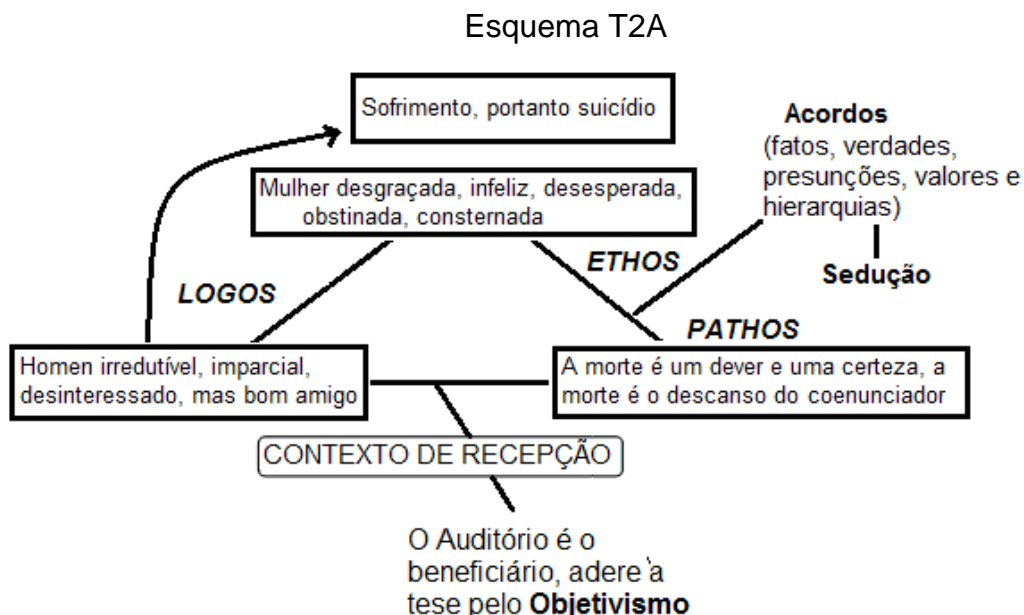 Esquema T2A
Sofrimento, portanto suicídio
Acordos
(fatos, verdades,
presunções, valores e
hierarquias)
Mulher desgraçada, infeliz, desesperada,
obstinada, consternada
ETHOS
Sedução
LOGOS
PATHOS
Homen irredutível, imparcial,
desinteressado, mas bom amigo
A morte é um dever e uma certeza, a
morte é o descanso do coenunciador
CONTEXTO DE RECEPÇÃO
O Auditório é o
beneficiário, adere a
tese pelo Objetivismo